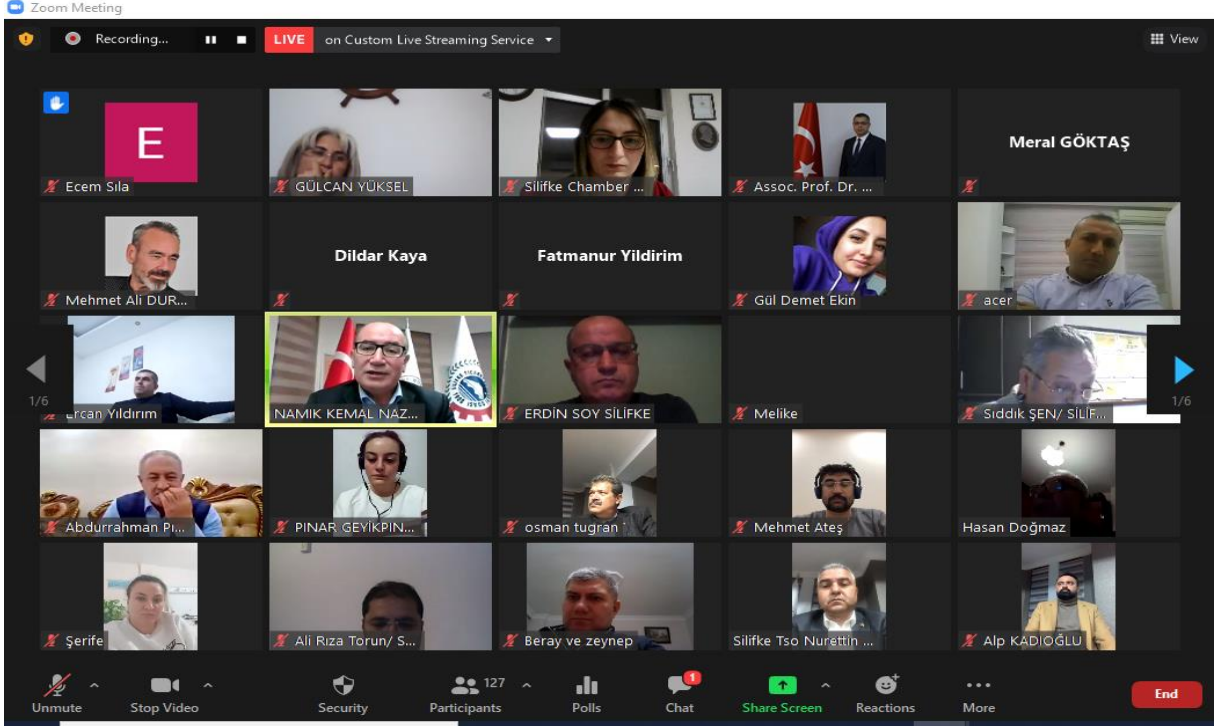 Zoom Meeting
Recording...
LIVE on Custom Live Streaming Service
View
E
Ecem Sıla
GÜLCAN YÜKSEL
Silifke Chamber ...
Assoc. Prof. Dr. ...
Meral GÖKTAŞ
Mehmet Ali DUR...
Dildar Kaya
Fatmanur Yildirim
Gül Demet Ekin
acer
1/6
Ercan Yıldırım
NAMIK KEMAL NAZ...
ERDİN SOY SİLİFKE
Melike
Sıddık ŞEN/ SİLİF...
1/6
Abdurrahman Pı...
PINAR GEYİKPIN...
osman tugran
Mehmet Ateş
Hasan Doğmaz
Şerife
Ali Rıza Torun/ S...
Beray ve zeynep
Silifke Tso Nurettin ...
Alp KADIOĞLU
Unmute
Stop Video
Security
Participants 127
Polls
Chat 1
Share Screen
Reactions
More
End